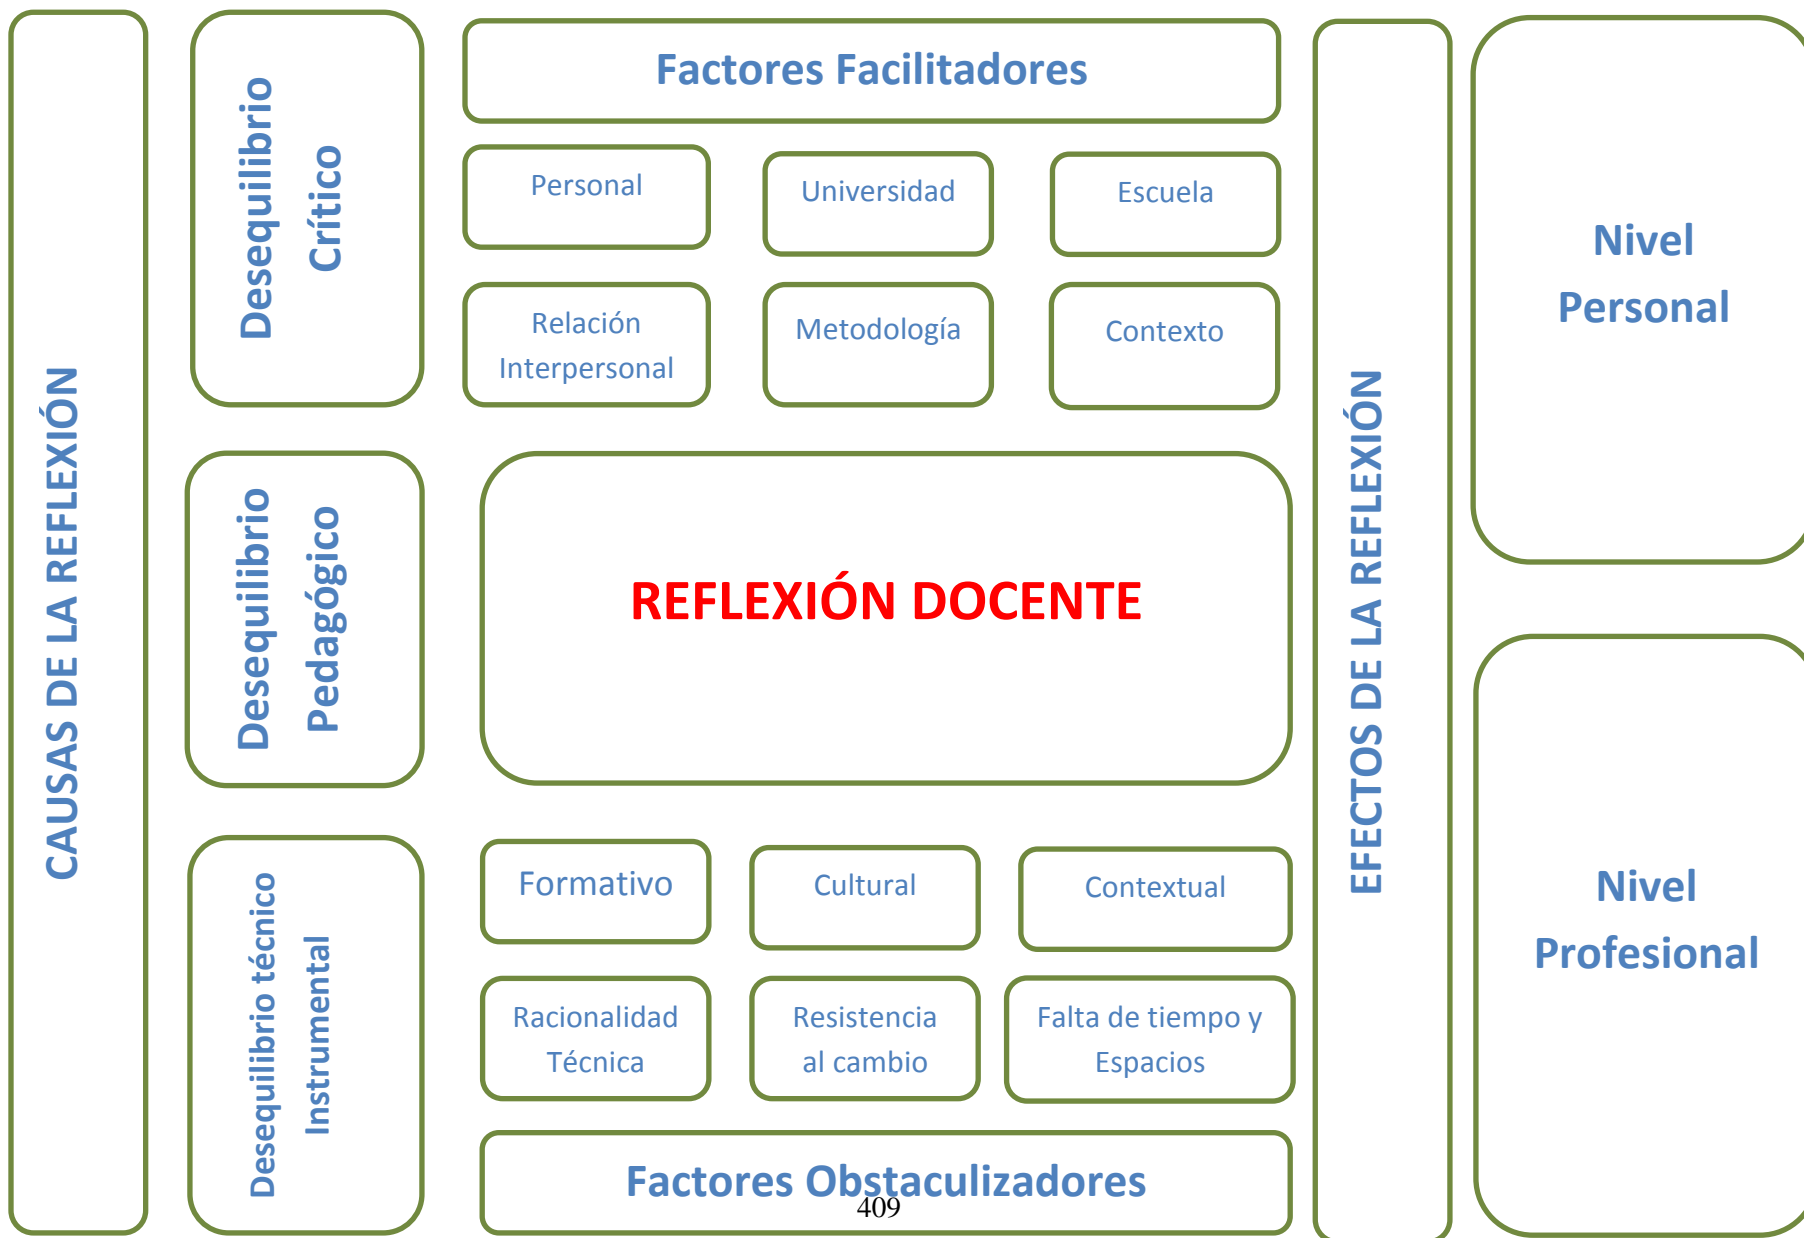 CAUSAS DE LA REFLEXIÓN
Desequilibrio
Crítico
Desequilibrio
Pedagógico
Desequilibrio técnico
Instrumental
Factores Facilitadores
Personal
Universidad
Escuela
Relación
Interpersonal
Metodología
Contexto
REFLEXIÓN DOCENTE
Formativo
Cultural
Contextual
Racionalidad
Técnica
Resistencia
al cambio
Falta de tiempo y
Espacios
Factores Obstaculizadores
409
EFECTOS DE LA REFLEXIÓN
Nivel
Personal
Nivel
Profesional